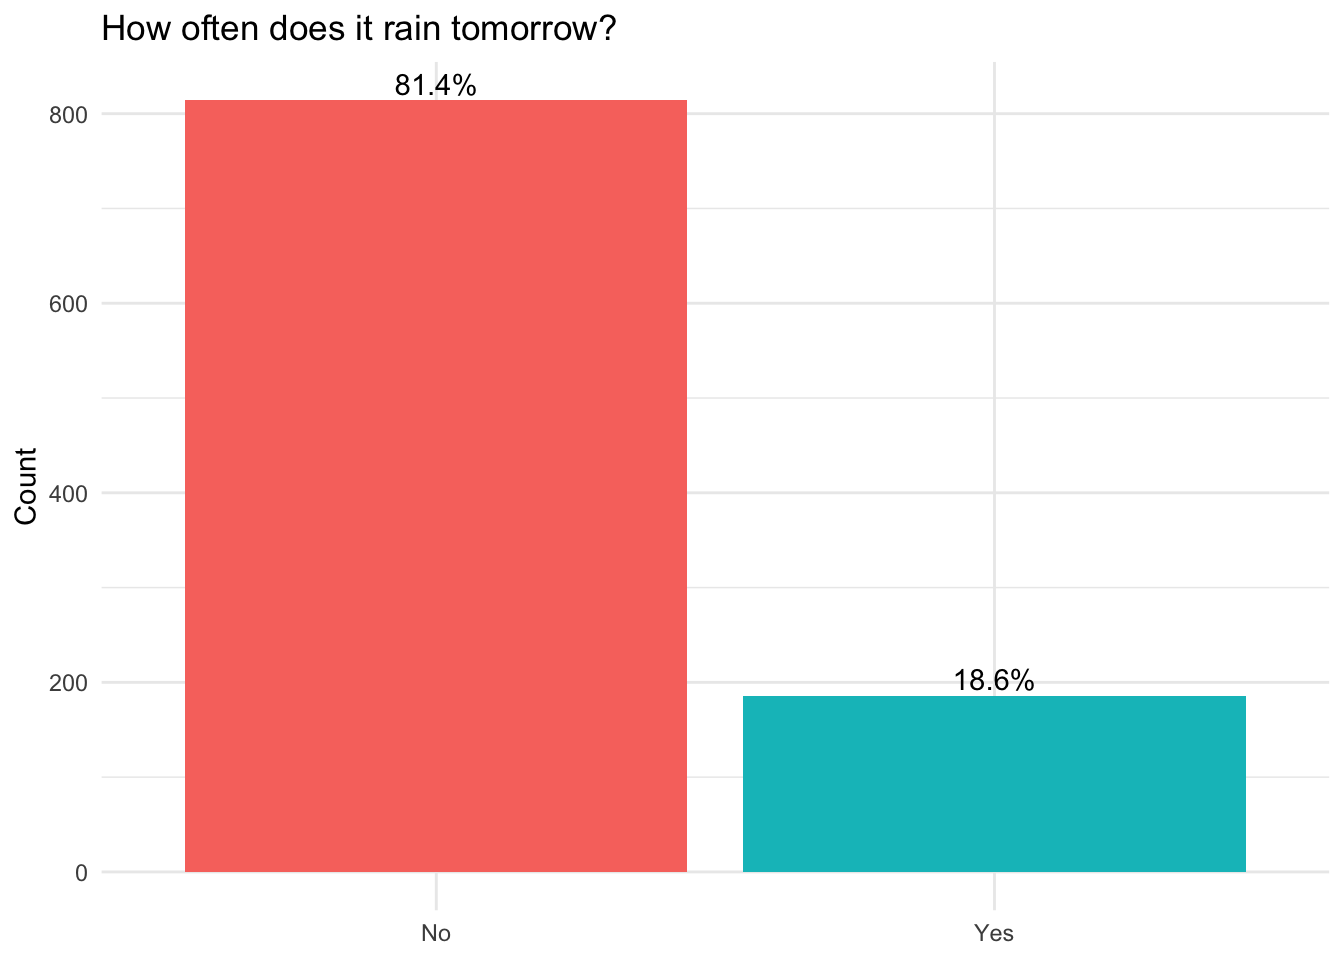 How often does it rain tomorrow?
81.4%
800
600
Count
400
200
18.6%
0
No
Yes